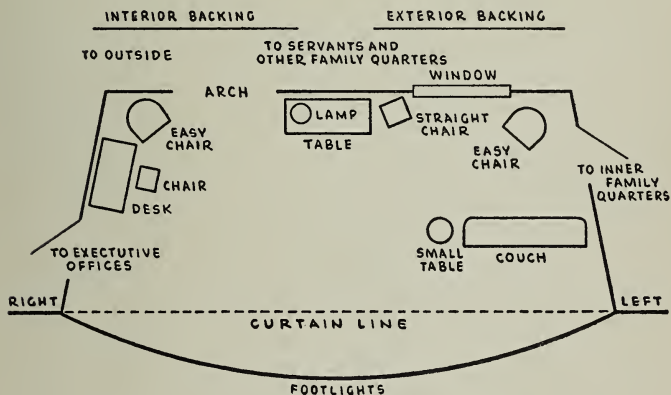 INTERIOR BACKING
EXTERIOR BACKING
TO OUTSIDE
TO SERVANTS AND
OTHER FAMILY QUARTERS
WINDOW
ARCH
LAMP
TABLE
STRAIGHT
CHAIR
EASY
CHAIR
EASY
CHAIR
CHAIR
DESK
TO INNER
FAMILY
QUARTERS
TO EXECTUTIVE
OFFICES
SMALL
TABLE
COUCH
RIGHT
LEFT
CURTAIN LINE
FOOTLIGHTS